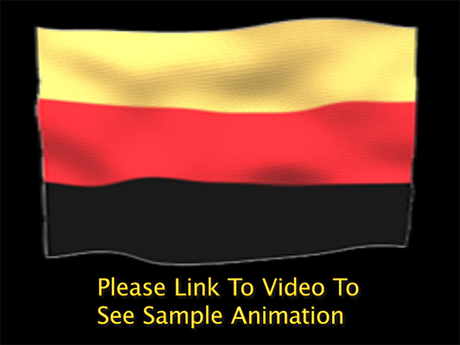 Please Link To Video To
See Sample Animation